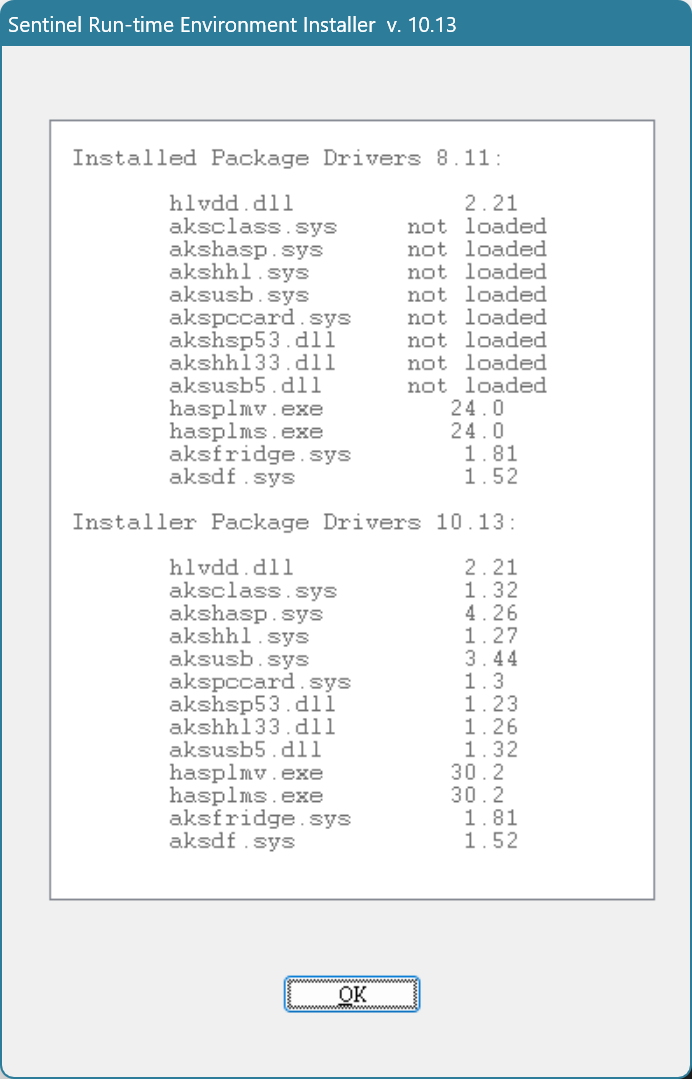 Sentinel Run-time Environment Installer v. 10.13
Installed Package Drivers 8.11:
hlvdd.dll 2.21
aksclass.sys not loaded
akshasp.sys not loaded
akshhl.sys not loaded
aksusb.sys not loaded
akspccard.sys not loaded
akshsp53.dll not loaded
akshhl33.dll not loaded
aksusb5.dll not loaded
hasplmv.exe 24.0
hasplms.exe 24.0
aksfridge.sys 1.81
aksdf.sys 1.52
Installer Package Drivers 10.13:
hlvdd.dll 2.21
aksclass.sys 1.32
akshasp.sys 4.26
akshhl.sys 1.27
aksusb.sys 3.44
akspccard.sys 1.3
akshsp53.dll 1.23
akshhl33.dll 1.26
aksusb5.dll 1.32
hasplmv.exe 30.2
hasplms.exe 30.2
aksfridge.sys 1.81
aksdf.sys 1.52
OK